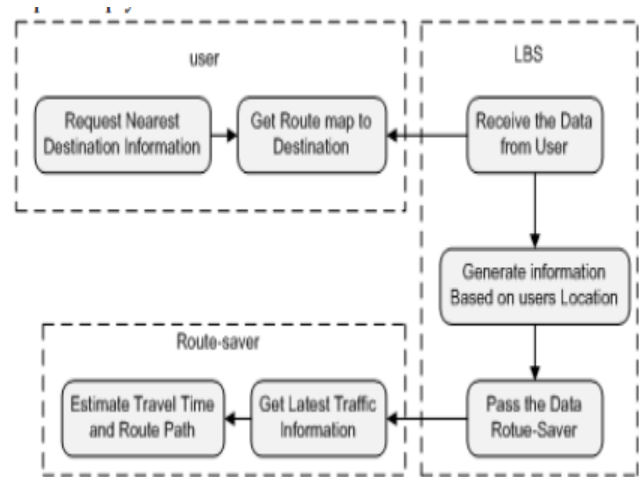 user
Request Nearest
Destination Information
Get Route map to
Destination
LBS
Receive the Data
from User
Generate information
Based on users Location
Pass the Data
Rotue-Saver
Route-saver
Get Latest Traffic
Information
Estimate Travel Time
and Route Path